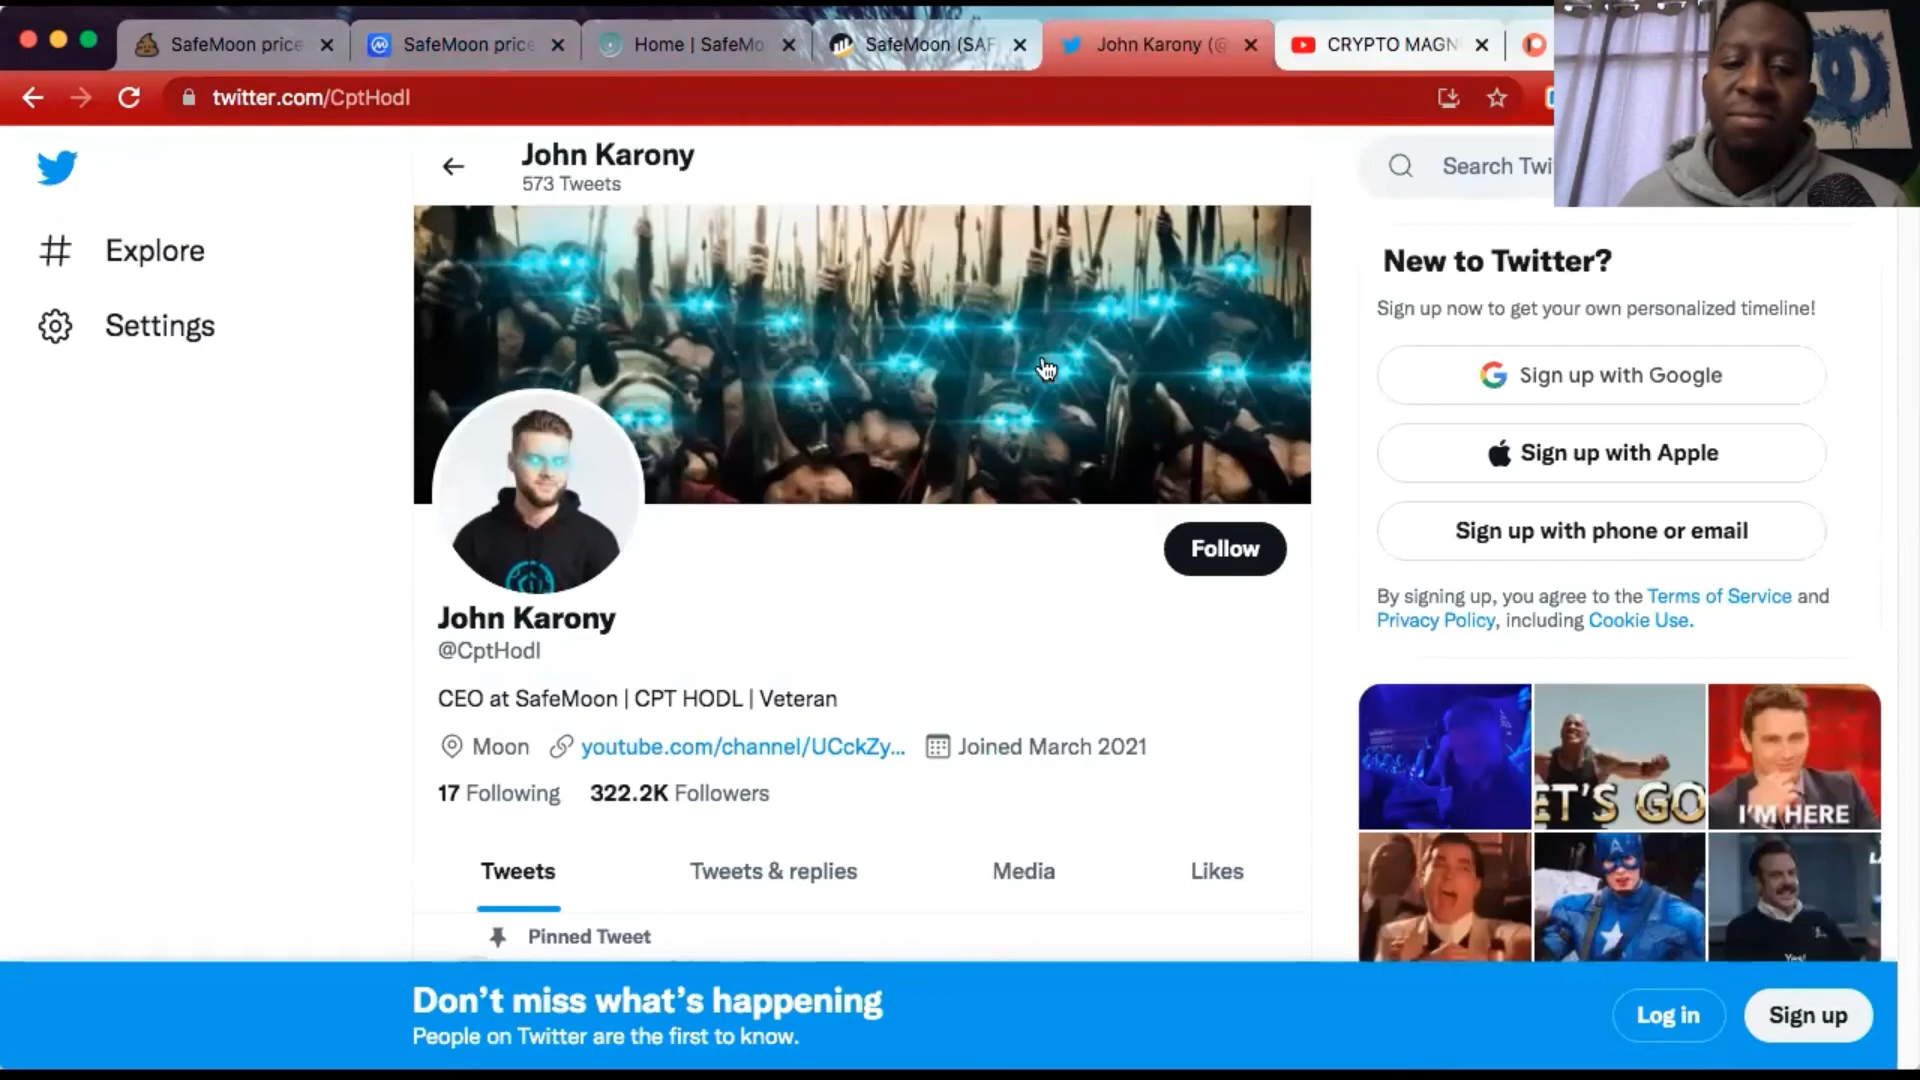 SafeMoon price
SafeMoon price
Home | SafeMo
SafeMoon (SAF
John Karony (@
CRYPTO MAGN
twitter.com/CptHodl
John Karony
573 Tweets
Search Twi
Explore
Settings
New to Twitter?
Sign up now to get your own personalized timeline!
Sign up with Google
Sign up with Apple
Sign up with phone or email
By signing up, you agree to the Terms of Service and
Privacy Policy, including Cookie Use.
Follow
John Karony
@CptHodl
CEO at SafeMoon | CPT HODL | Veteran
Moon youtube.com/channel/UCckZy... Joined March 2021
17 Following 322.2K Followers
Tweets Tweets & replies Media Likes
Pinned Tweet
ET'S GO
I'M HERE
Yes!
Don't miss what's happening
People on Twitter are the first to know.
Log in
Sign up